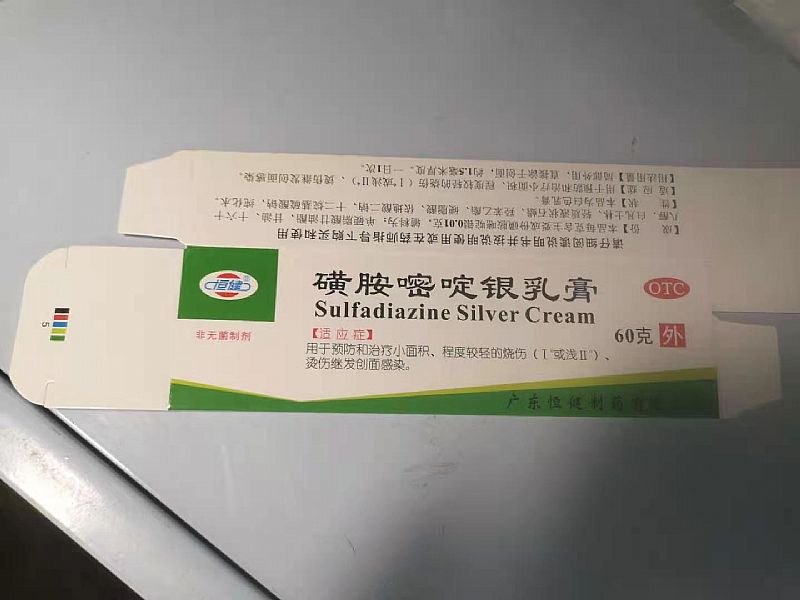 请仔细阅读说明书并按说明使用或在药师指导下购买和使用
成 份】本品每克含主要成份磺胺嘧啶银0.01克,辅料为:单硬脂酸甘油酯、甘油、十六十
八醇、白凡士林、轻质液状石蜡、羟苯乙酯、硬脂酸、依地酸二钠、十二烷基硫酸钠、纯化水。
性 状】本品为白色乳膏。
适 应 症】用于预防和治疗小面积、程度较轻的烧伤(Ⅰ°或浅Ⅱ°)、烫伤继发创面感染。
用法用量】局部外用,直接涂于创面,约1.5毫米厚度,一日1次。
恒健®
非无菌制剂
磺胺嘧啶银乳膏
Sulfadiazine Silver Cream
OTC
【适 应 症】
用于预防和治疗小面积、程度较轻的烧伤(Ⅰ°或浅Ⅱ°)、
烫伤继发创面感染。
60克 外
广东恒健制药有
5